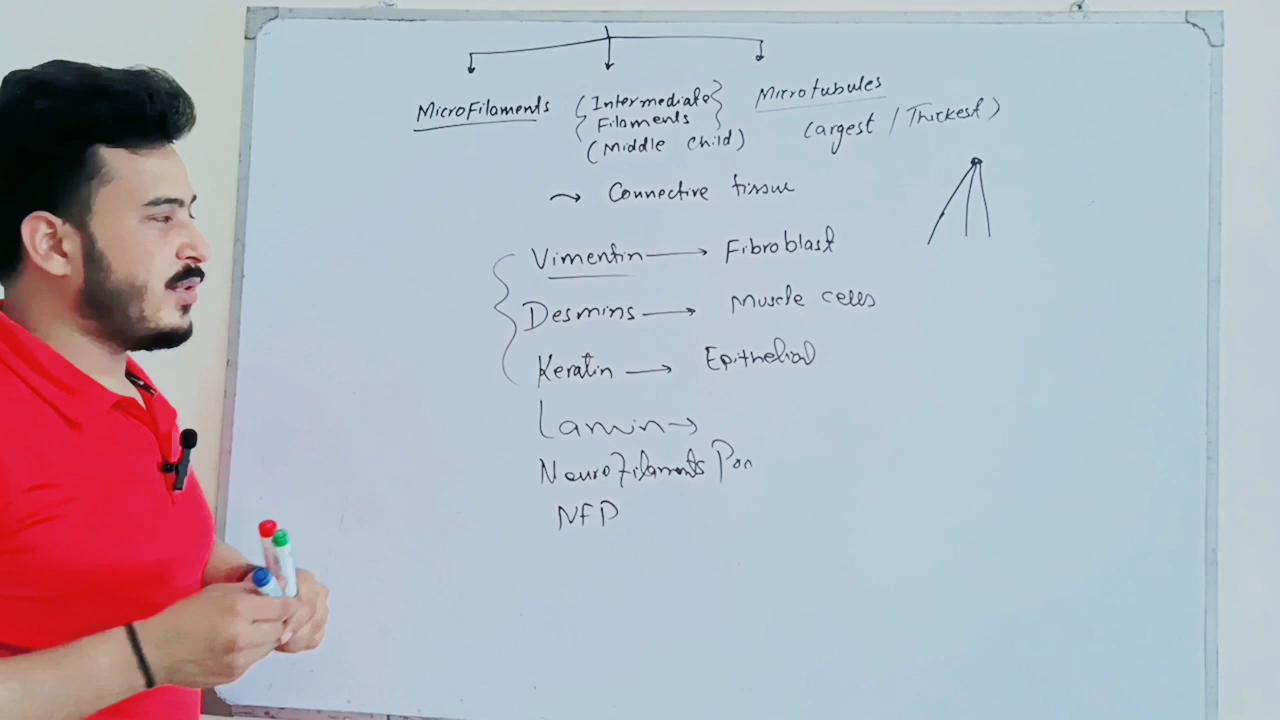 MicroFilaments
(Intermediate
Filaments
(Middle child)
Microtubules
Largest / Thickest)
→ Connective tissue
Vimentin → Fibroblast
Desmins → Muscle cells
Keratin → Epithelial
Lamin →
NeuroFilaments
NFP